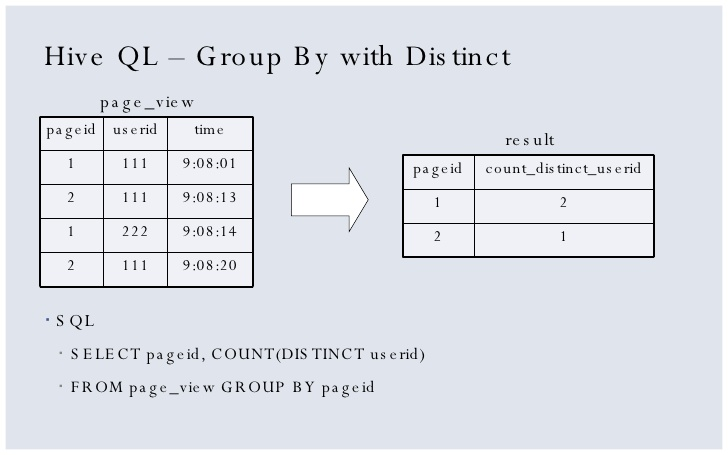 Hive QL – Group By with Distinct
page_view
pageid userid time
1 111 9:08:01
2 111 9:08:13
1 222 9:08:14
2 111 9:08:20
result
pageid count_distinct_userid
1 2
2 1
• SQL
• SELECT pageid, COUNT(DISTINCT userid)
• FROM page_view GROUP BY pageid